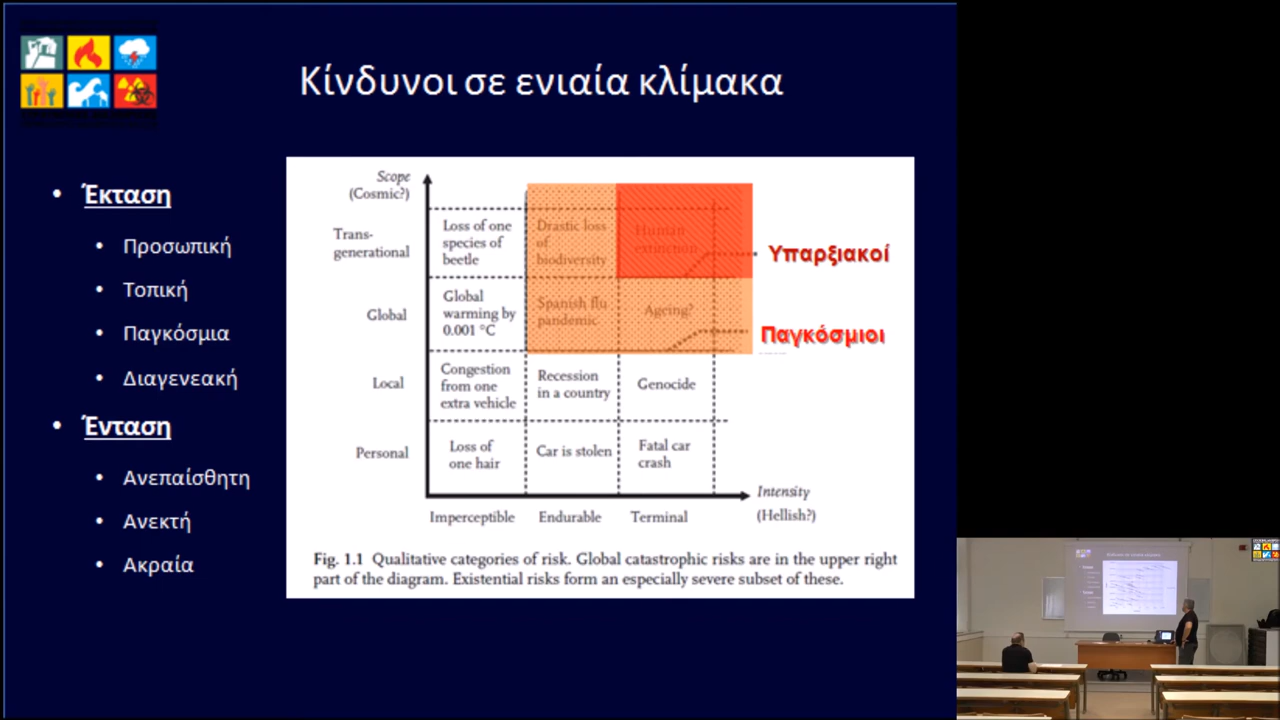 Κίνδυνοι σε ενιαία κλίμακα
• Έκταση
• Προσωπική
• Τοπική
• Παγκόσμια
• Διαγενεακή
• Ένταση
• Ανεπαίσθητη
• Ανεκτή
• Ακραία
Scope
(Cosmic?)
Trans-
generational
Loss of one
species of
beetle
Drastic loss
of
biodiversity
Human
extinction
Υπαρξιακοί
Global
Global
warming by
0.001 °C
Spanish flu
pandemic
Ageing?
Παγκόσμιοι
Local
Congestion
from one
extra vehicle
Recession
in a country
Genocide
Personal
Loss of
one hair
Car is stolen
Fatal car
crash
Intensity
(Hellish?)
Imperceptible
Endurable
Terminal
Fig. 1.1 Qualitative categories of risk. Global catastrophic risks are in the upper right
part of the diagram. Existential risks form an especially severe subset of these.